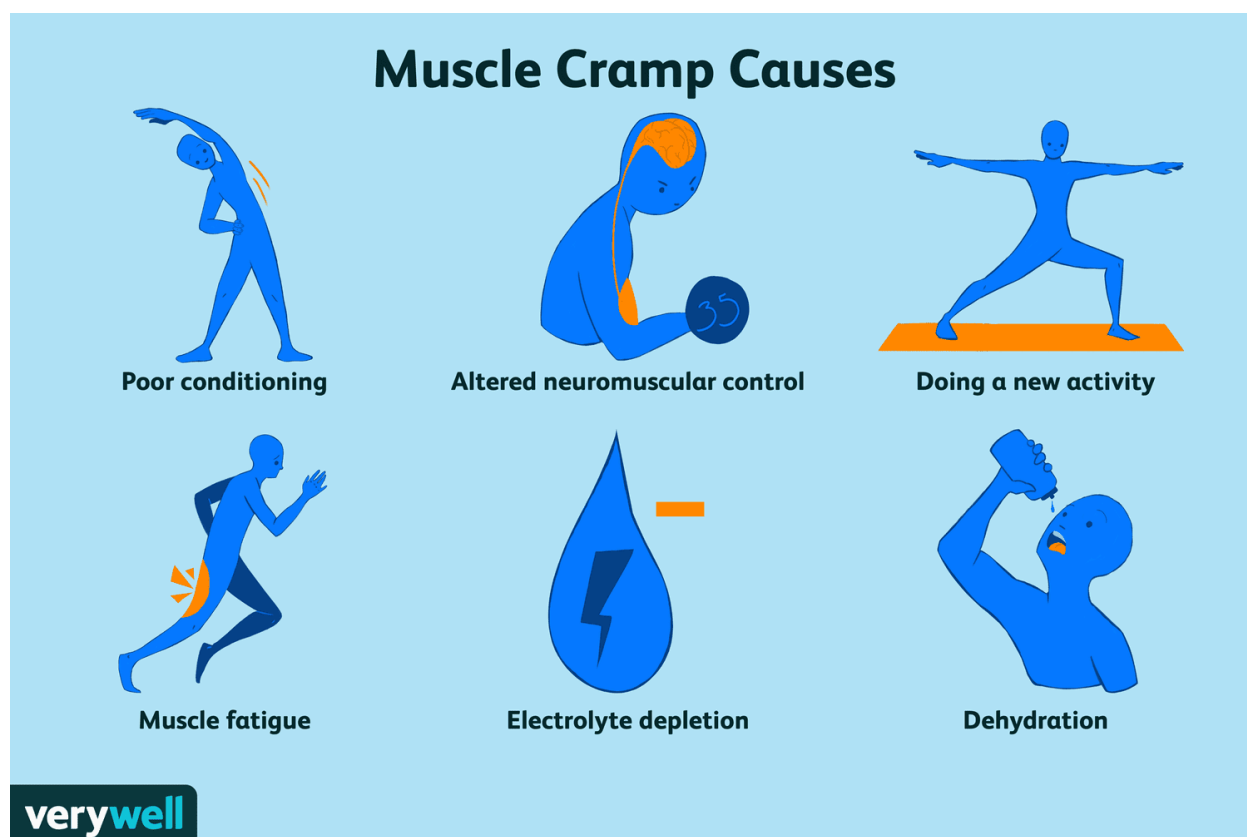 Muscle Cramp Causes
35
Poor conditioning
Altered neuromuscular control
Doing a new activity
Muscle fatigue
Electrolyte depletion
Dehydration
verywell